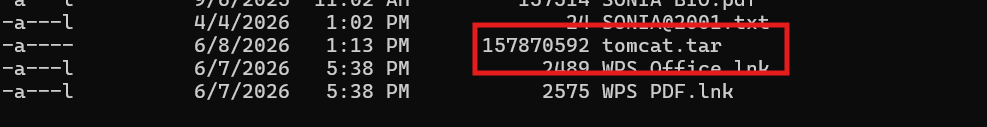 -a---l 9/6/2025 11:02 AM 157514 SONIA BIO.pdf
-a---l 4/4/2026 1:02 PM 24 SONIA@2001.txt
-a---- 6/8/2026 1:13 PM 157870592 tomcat.tar
-a---l 6/7/2026 5:38 PM 2489 WPS Office.lnk
-a---l 6/7/2026 5:38 PM 2575 WPS PDF.lnk